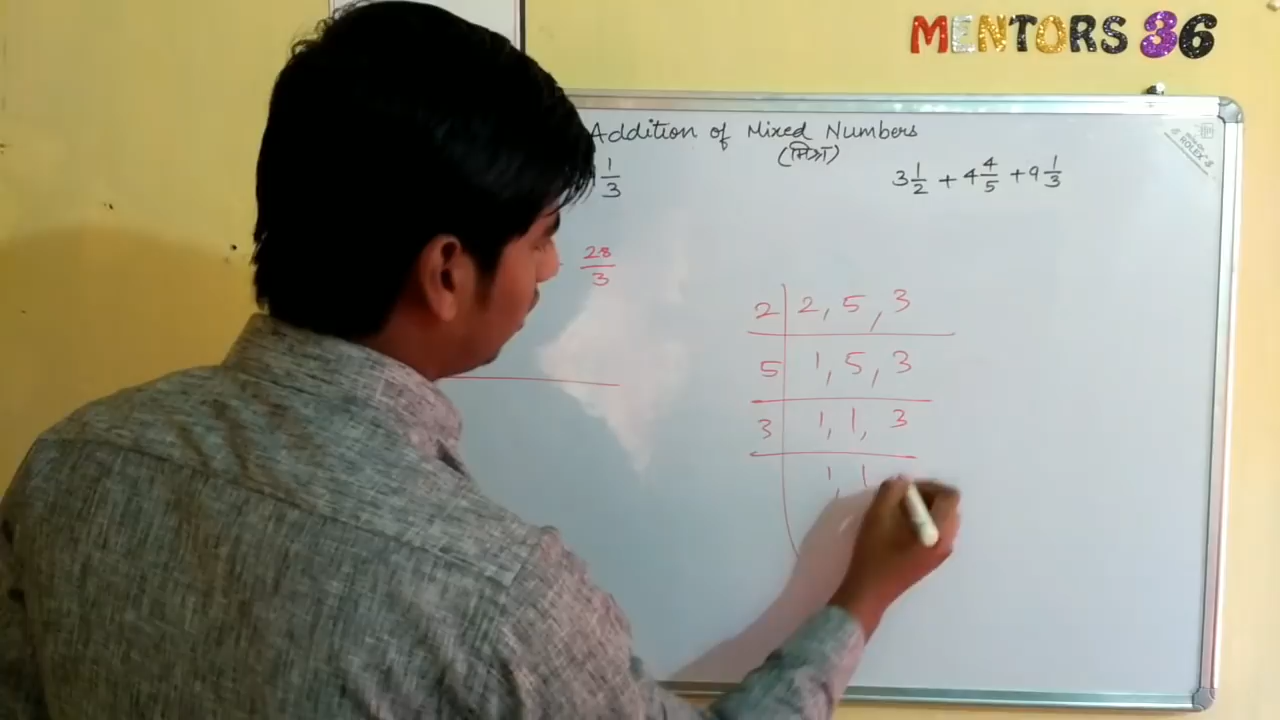 MENTORS 36
Addition of Mixed Numbers
(मिश्र)
1/3
3 1/2 + 4 4/5 + 9 1/3
28/3
2 | 2, 5, 3
5 | 1, 5, 3
3 | 1, 1, 3
1, 1